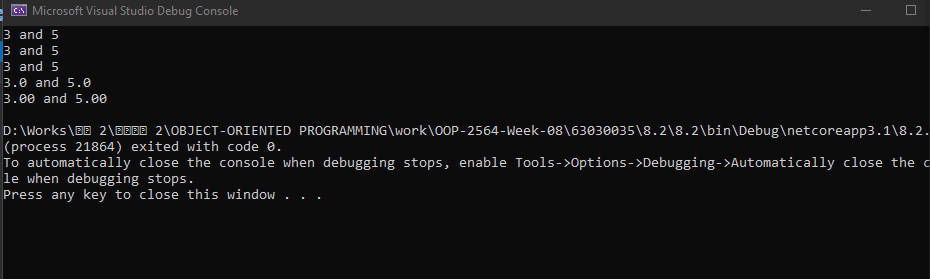 Microsoft Visual Studio Debug Console
3 and 5
3 and 5
3 and 5
3.0 and 5.0
3.00 and 5.00
D:\Works\ 2\ 2\OBJECT-ORIENTED PROGRAMMING\work\OOP-2564-Week-08\63030035\8.2\8.2\bin\Debug\netcoreapp3.1\8.2.
(process 21864) exited with code 0.
To automatically close the console when debugging stops, enable Tools->Options->Debugging->Automatically close the c
le when debugging stops.
Press any key to close this window . . .